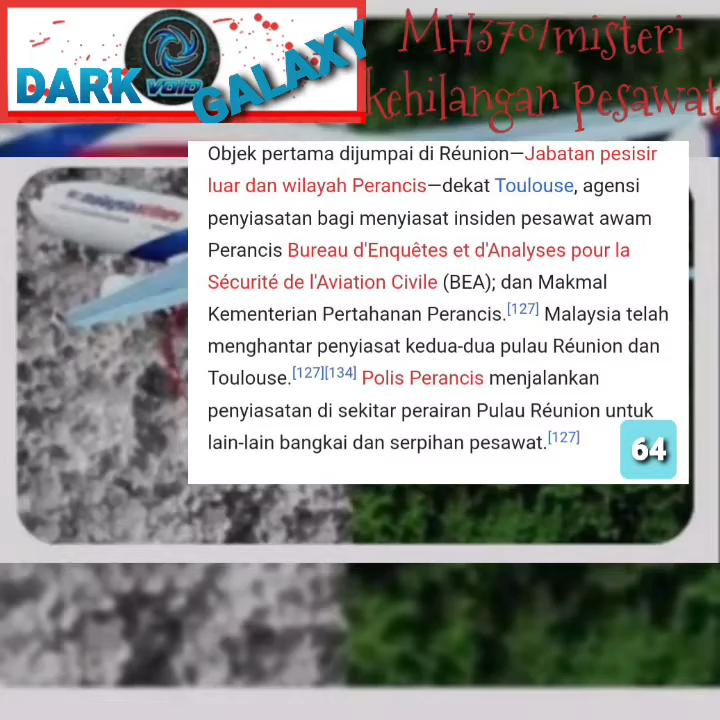 DARK VOID GALAXY
MH370/misteri
kehilangan pesawat
Objek pertama dijumpai di Réunion—Jabatan pesisir
luar dan wilayah Perancis—dekat Toulouse, agensi
penyiasatan bagi menyiasat insiden pesawat awam
Perancis Bureau d'Enquêtes et d'Analyses pour la
Sécurité de l'Aviation Civile (BEA); dan Makmal
Kementerian Pertahanan Perancis.[127] Malaysia telah
menghantar penyiasat kedua-dua pulau Réunion dan
Toulouse.[127][134] Polis Perancis menjalankan
penyiasatan di sekitar perairan Pulau Réunion untuk
lain-lain bangkai dan serpihan pesawat.[127]
64